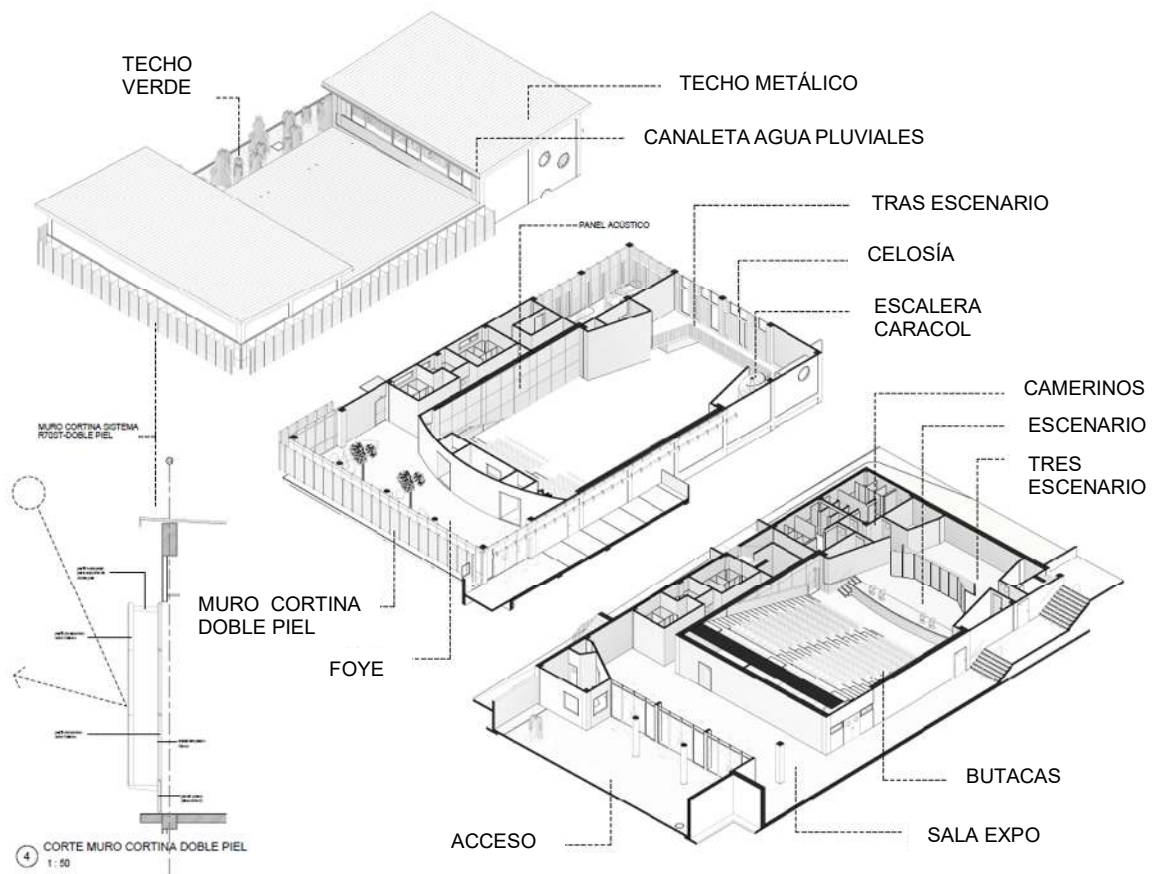 TECHO
VERDE
TECHO METÁLICO
CANALETA AGUA PLUVIALES
TRAS ESCENARIO
PANEL ACÚSTICO
CELOSÍA
ESCALERA
CARACOL
CAMERINOS
ESCENARIO
TRES
ESCENARIO
MURO CORTINA SISTEMA
R70ST-DOBLE PIEL
MURO CORTINA
DOBLE PIEL
FOYE
BUTACAS
ACCESO
SALA EXPO
4 CORTE MURO CORTINA DOBLE PIEL
1 : 50